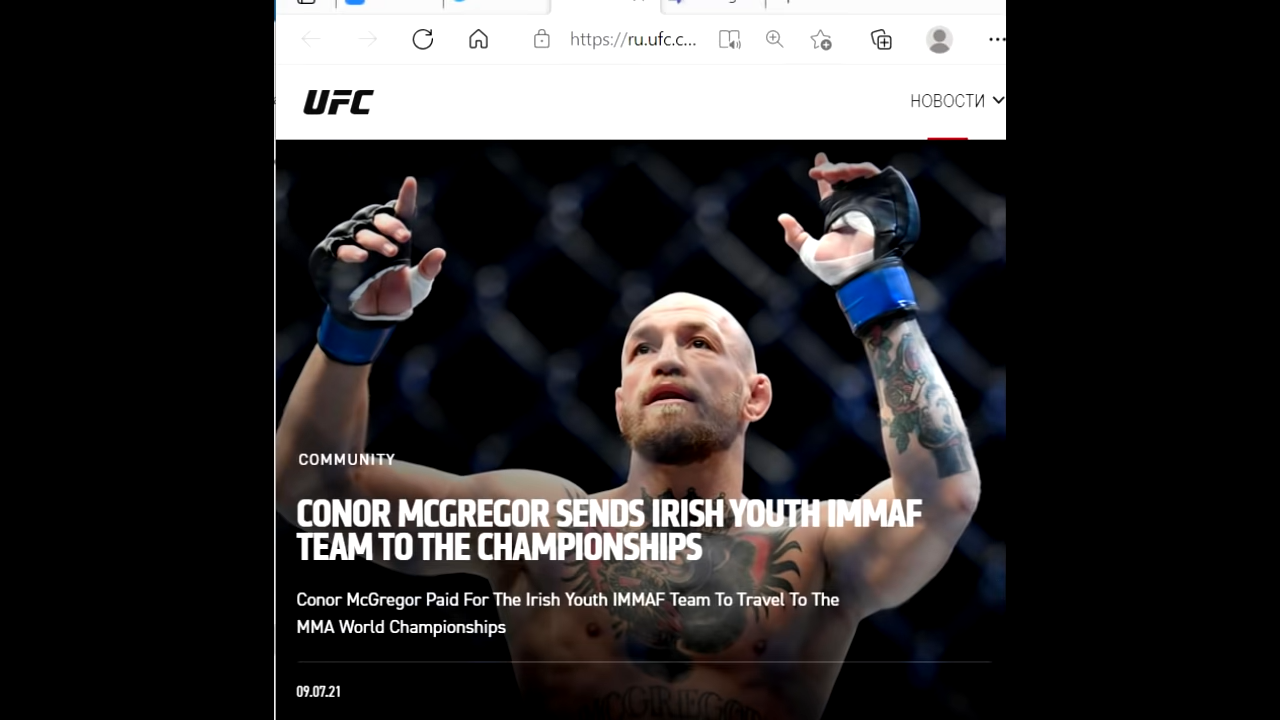 https://ru.ufc.c...
UFC
НОВОСТИ
COMMUNITY
CONOR MCGREGOR SENDS IRISH YOUTH IMMAF
TEAM TO THE CHAMPIONSHIPS
Conor McGregor Paid For The Irish Youth IMMAF Team To Travel To The
MMA World Championships
MCGREGOR
09.07.21